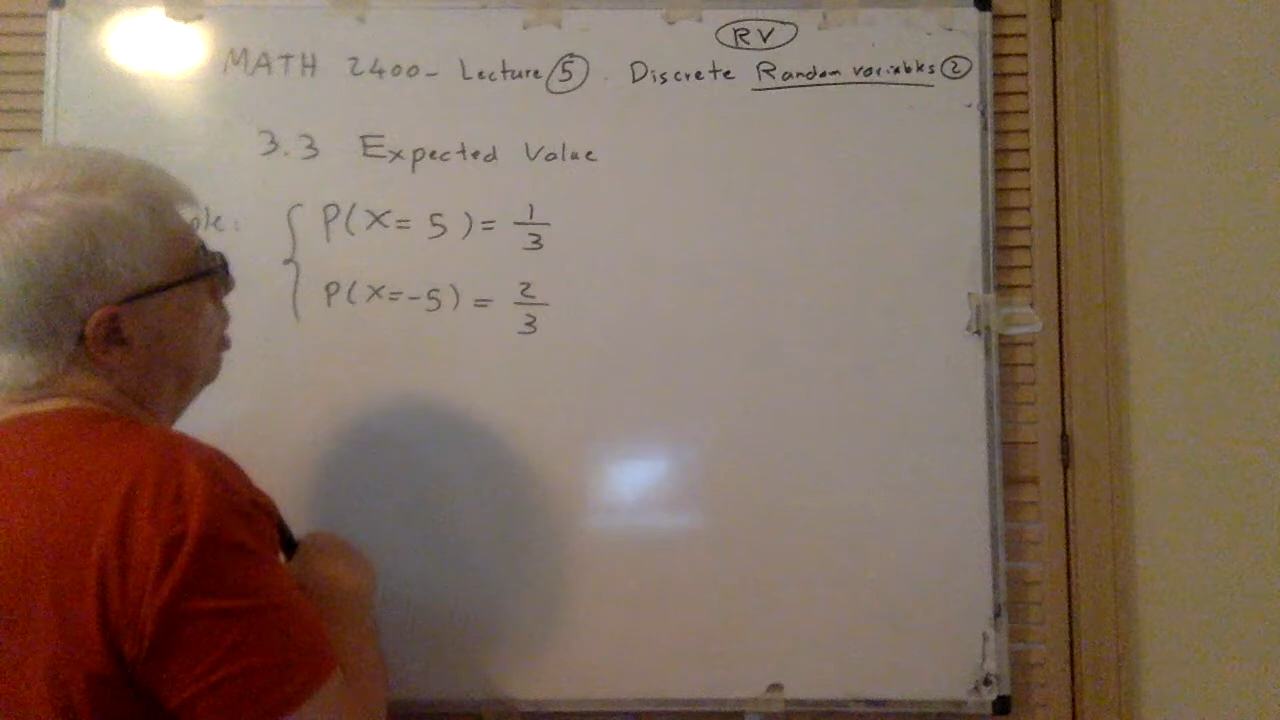 RV
MATH 2400- Lecture 5. Discrete Random variables 2
3.3 Expected Value
P(X= 5 )= 1/3
P(X=-5) = 2/3